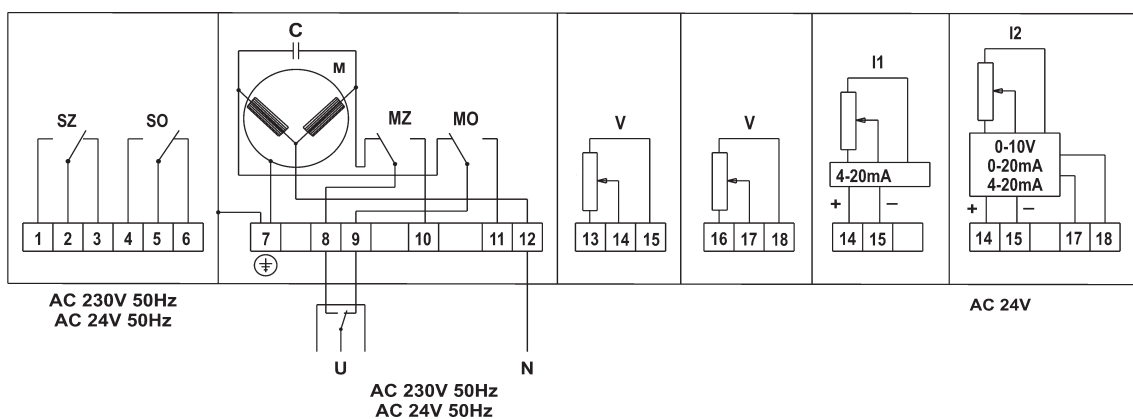 C
M
SZ
SO
MZ
MO
V
V
I1
I2
0-10V
0-20mA
4-20mA
4-20mA
+
–
+
–
1 2 3 4 5 6
7 8 9 10 11 12
13 14 15
16 17 18
14 15
14 15 17 18
AC 230V 50Hz
AC 24V 50Hz
AC 24V
U
N
AC 230V 50Hz
AC 24V 50Hz